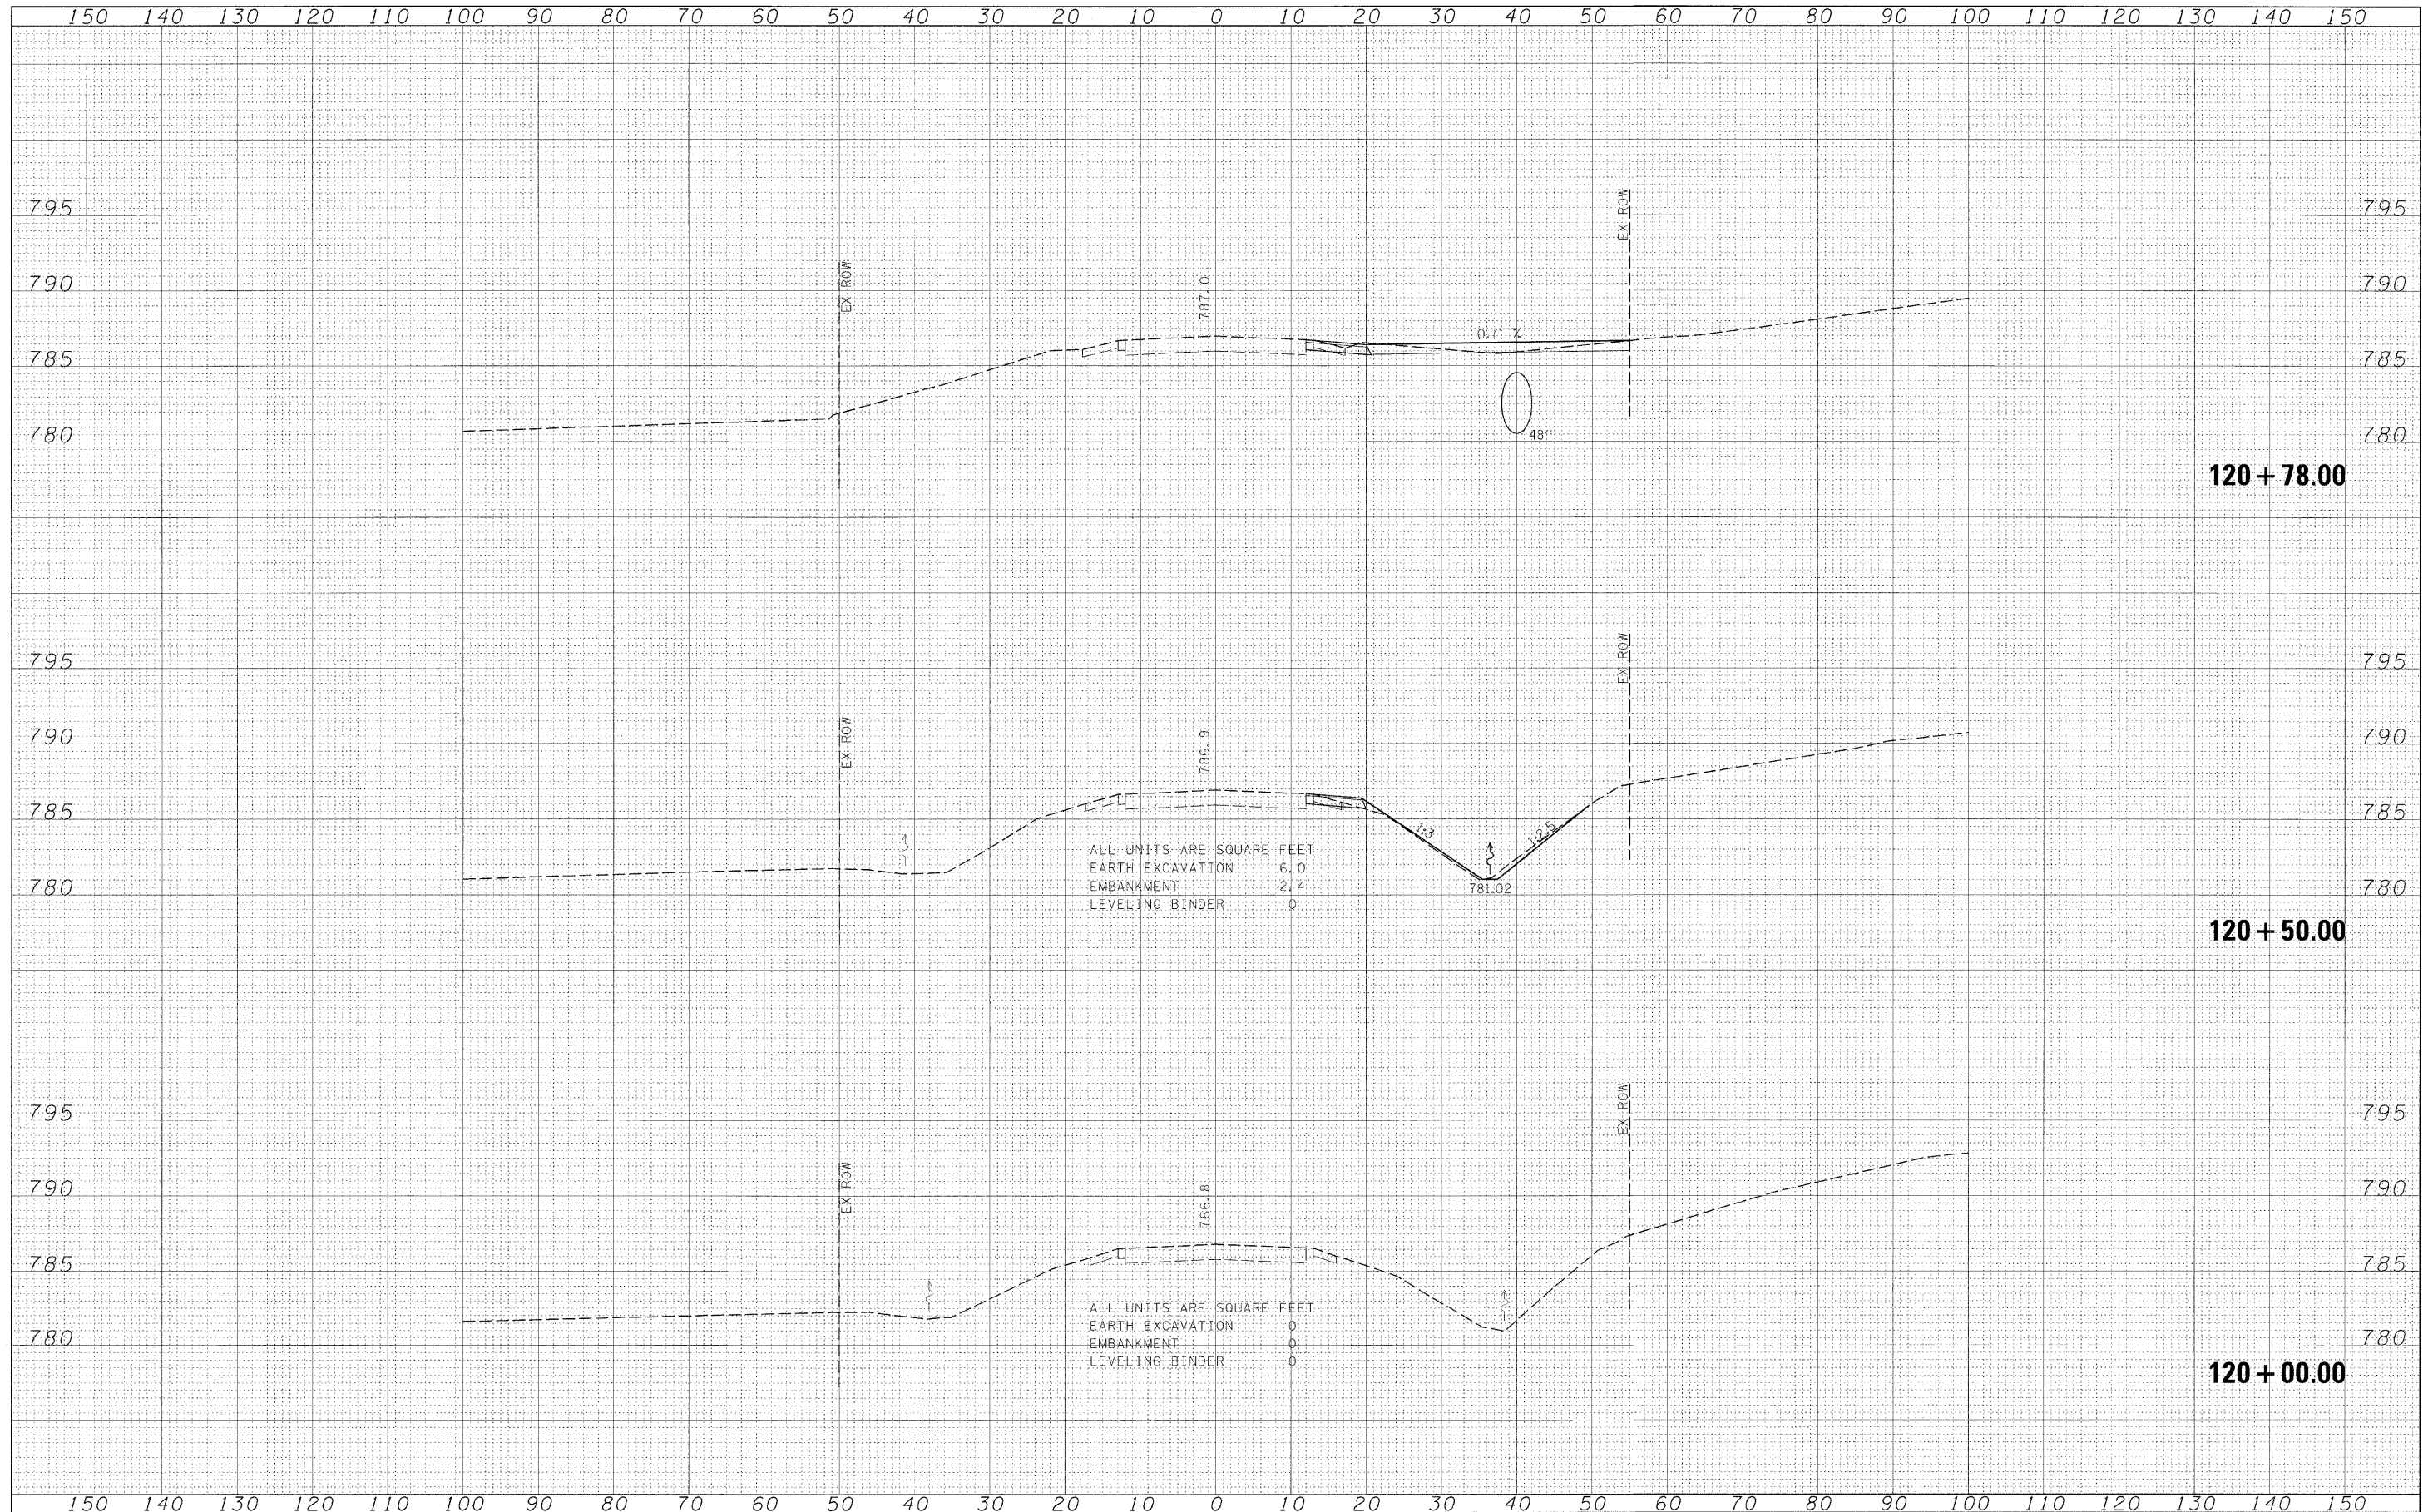 150 140 130 120 120 100 90 80 70 60 50 40 30 20 10 0 10 20 30 40 50 60 70 80 90 100 110 120 130 140 150
795 EX ROW 795
790 EX ROW 787.0 790
785 0.71 % 785
780 48" 780
120 + 78.00
795 EX ROW 795
790 EX ROW 786.9 790
785 1:3 1:2.5 785
ALL UNITS ARE SQUARE FEET
EARTH EXCAVATION 6.0
780 EMBANKMENT 2.4 781.02 780
LEVELING BINDER 0
120 + 50.00
795 EX ROW 795
790 EX ROW 786.8 790
785 785
ALL UNITS ARE SQUARE FEET
EARTH EXCAVATION 0
780 EMBANKMENT 0 780
LEVELING BINDER 0
120 + 00.00
150 140 130 120 110 100 90 80 70 60 50 40 30 20 10 0 10 20 30 40 50 60 70 80 90 100 110 120 130 140 150